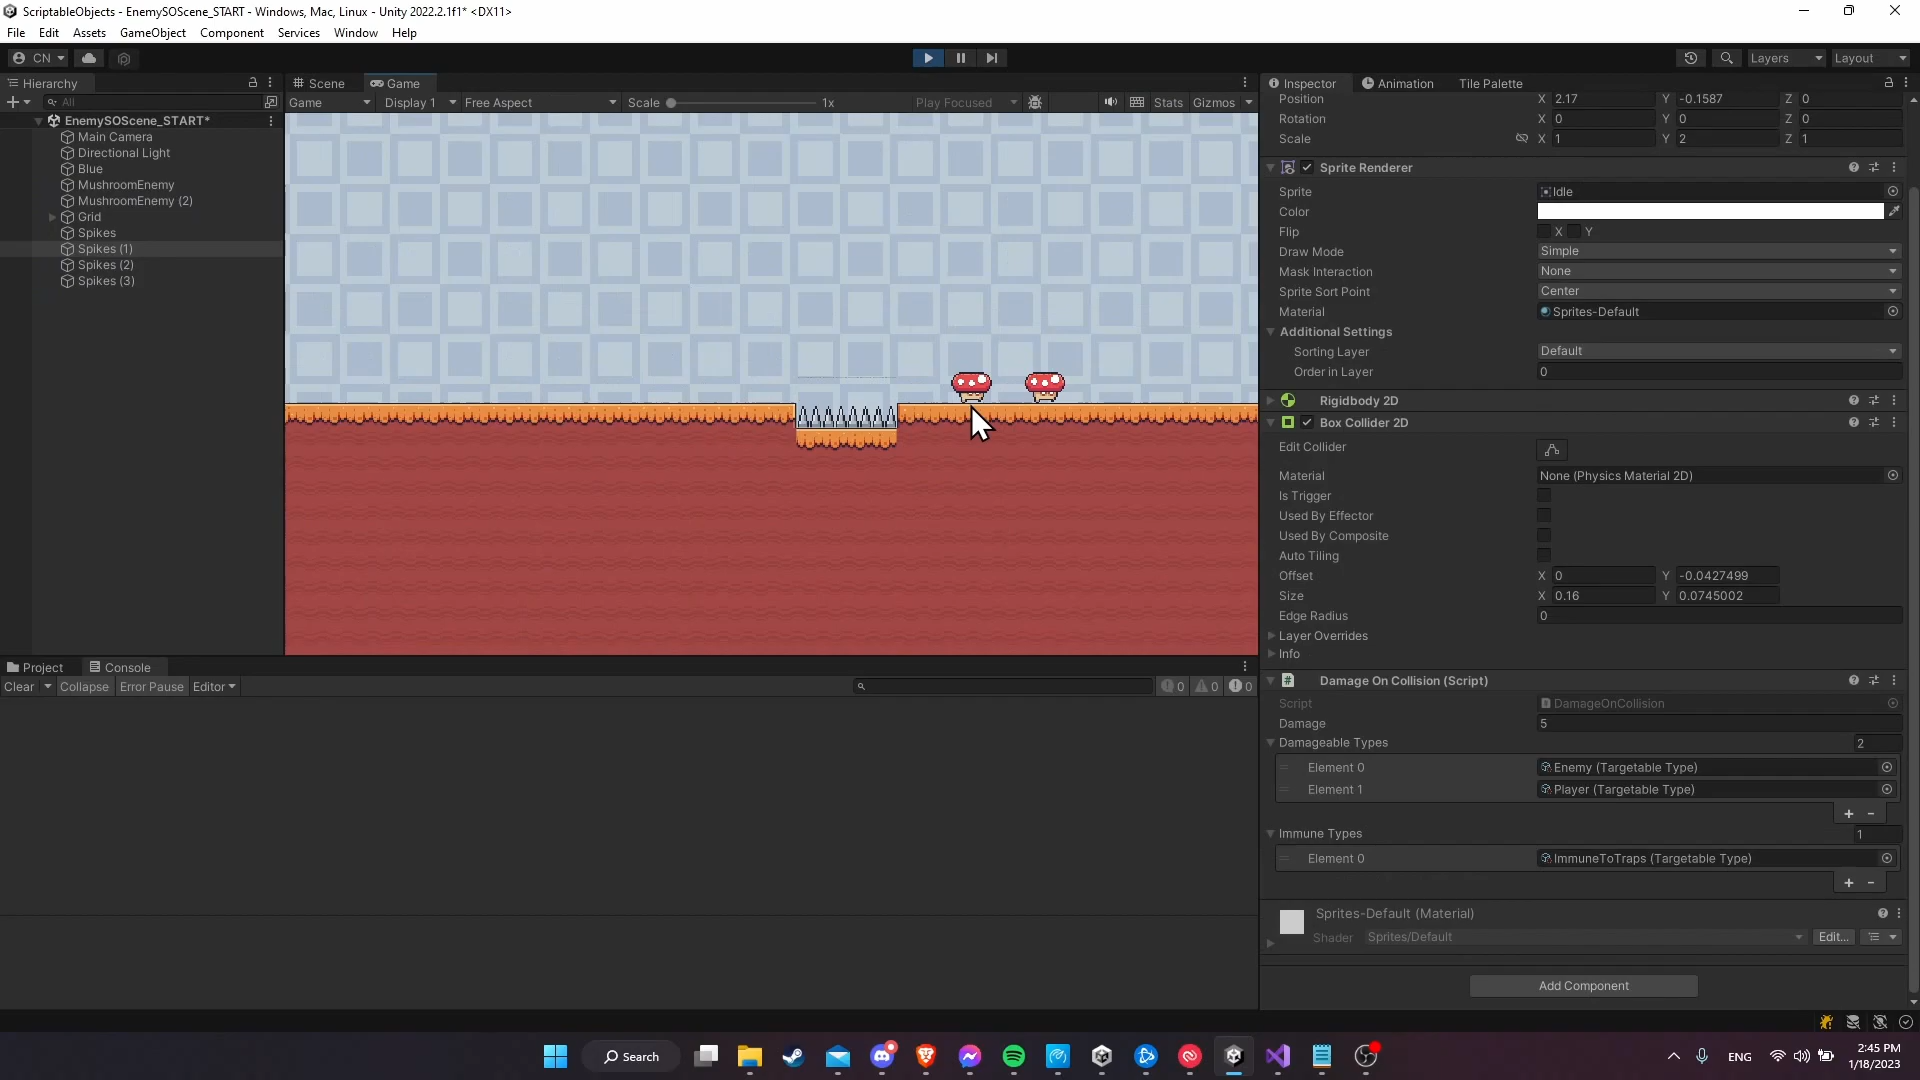 ScriptableObjects - EnemySOScene_START - Windows, Mac, Linux - Unity 2022.2.1f1* <DX11>
File Edit Assets GameObject Component Services Window Help
CN Layers Layout
Hierarchy
All
EnemySOScene_START*
Main Camera
Directional Light
Blue
MushroomEnemy
MushroomEnemy (2)
Grid
Spikes
Spikes (1)
Spikes (2)
Spikes (3)
Scene Game
Game Display 1 Free Aspect Scale 1x Play Focused Stats Gizmos
Project Console
Clear Collapse Error Pause Editor 0 0 0
Inspector Animation Tile Palette
Position X 2.17 Y -0.1587 Z 0
Rotation X 0 Y 0 Z 0
Scale X 1 Y 2 Z 1
Sprite Renderer
Sprite Idle
Color
Flip X Y
Draw Mode Simple
Mask Interaction None
Sprite Sort Point Center
Material Sprites-Default
Additional Settings
Sorting Layer Default
Order in Layer 0
Rigidbody 2D
Box Collider 2D
Edit Collider
Material None (Physics Material 2D)
Is Trigger
Used By Effector
Used By Composite
Auto Tiling
Offset X 0 Y -0.0427499
Size X 0.16 Y 0.0745002
Edge Radius 0
Layer Overrides
Info
# Damage On Collision (Script)
Script DamageOnCollision
Damage 5
Damageable Types 2
Element 0 Enemy (Targetable Type)
Element 1 Player (Targetable Type)
+ -
Immune Types 1
Element 0 ImmuneToTraps (Targetable Type)
+ -
Sprites-Default (Material)
Shader Sprites/Default Edit...
Add Component
Search ENG 2:45 PM
1/18/2023